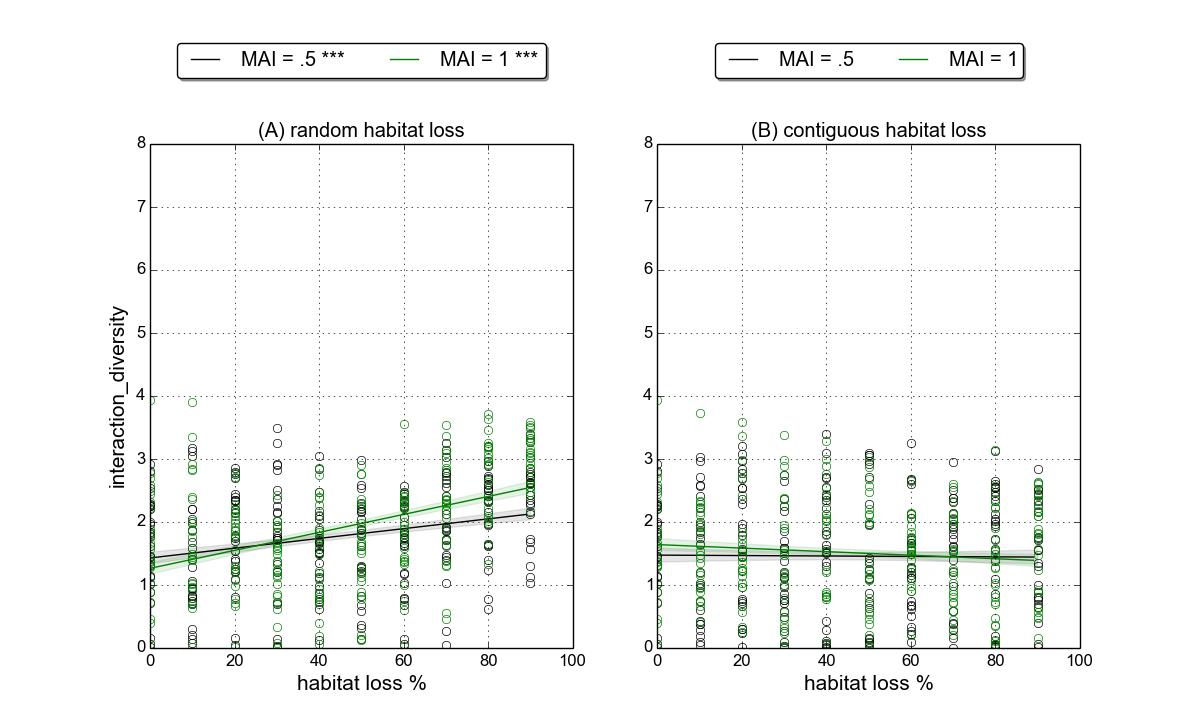 MAI = .5 *** MAI = 1 ***
MAI = .5 MAI = 1
(A) random habitat loss
(B) contiguous habitat loss
interaction_diversity
8
7
6
5
4
3
2
1
0
0 20 40 60 80 100
habitat loss %
8
7
6
5
4
3
2
1
0
0 20 40 60 80 100
habitat loss %